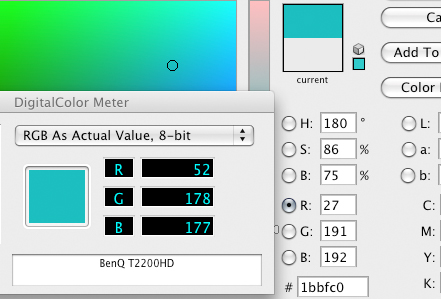 Ca
Add To
current
Color
DigitalColor Meter
RGB As Actual Value, 8-bit
R 52
G 178
B 177
BenQ T2200HD
H: 180 °
S: 86 %
B: 75 %
R: 27
G: 191
B: 192
# 1bbfc0
L:
a:
b:
C:
M:
Y:
K: